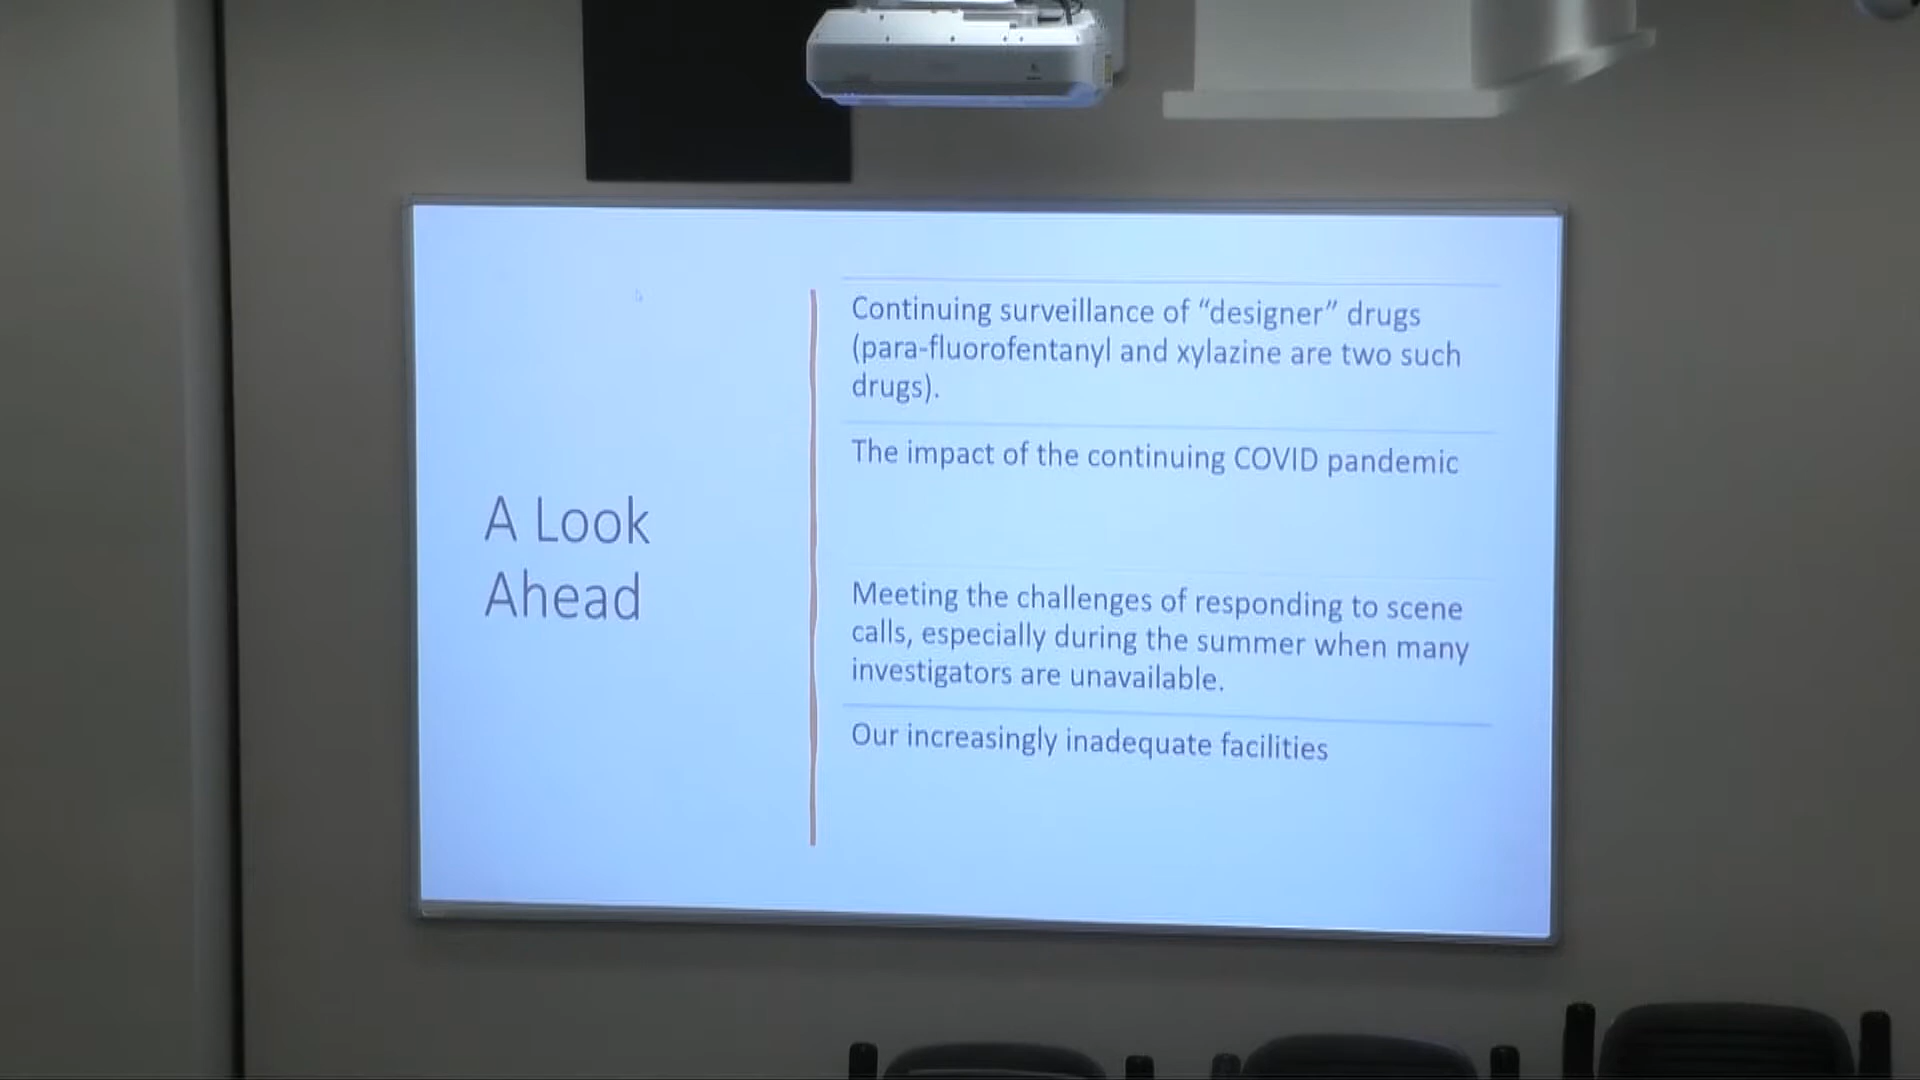 A Look
Ahead
Continuing surveillance of “designer” drugs
(para-fluorofentanyl and xylazine are two such
drugs).
The impact of the continuing COVID pandemic
Meeting the challenges of responding to scene
calls, especially during the summer when many
investigators are unavailable.
Our increasingly inadequate facilities